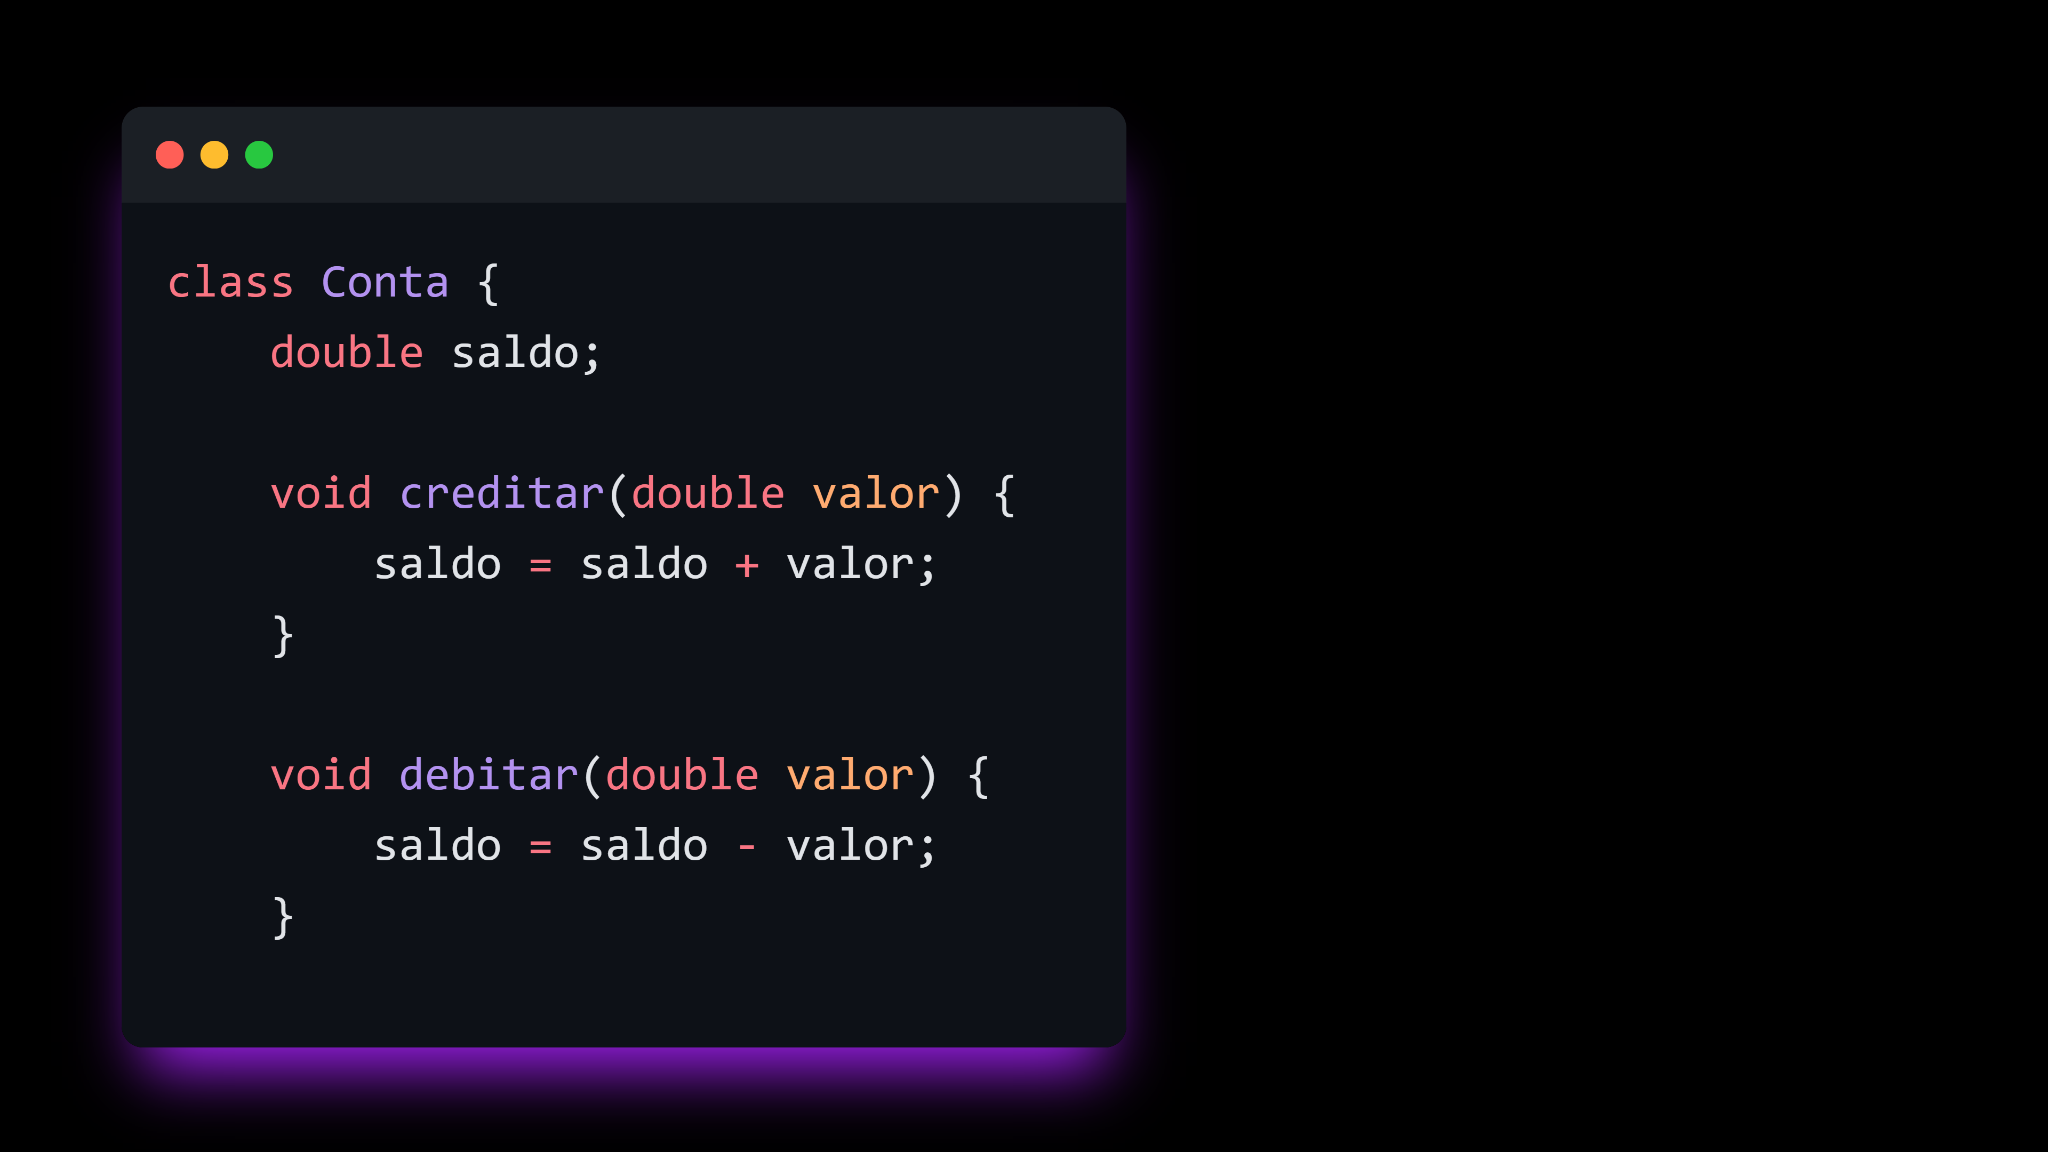 class Conta {
    double saldo;

    void creditar(double valor) {
        saldo = saldo + valor;
    }

    void debitar(double valor) {
        saldo = saldo - valor;
    }